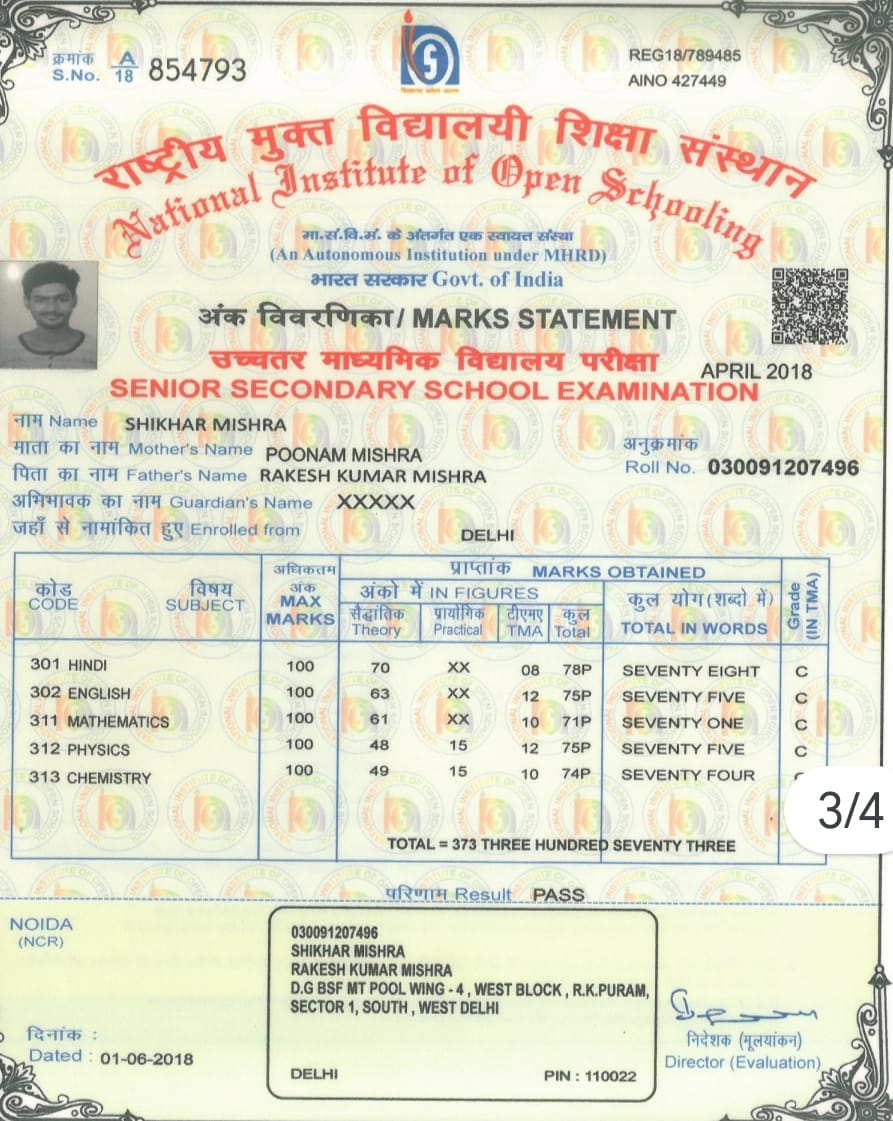 क्रमांक A
S.No. 18 854793
REG18/789485
AINO 427449
राष्ट्रीय मुक्त विद्यालयी शिक्षा संस्थान
National Institute of Open Schooling
मा.सं.वि.मं. के अंतर्गत एक स्वायत्त संस्था
(An Autonomous Institution under MHRD)
भारत सरकार Govt. of India
अंक विवरणिका/ MARKS STATEMENT
उच्चतर माध्यमिक विद्यालय परीक्षा
APRIL 2018
SENIOR SECONDARY SCHOOL EXAMINATION
नाम Name SHIKHAR MISHRA
माता का नाम Mother's Name POONAM MISHRA
अनुक्रमांक
पिता का नाम Father's Name RAKESH KUMAR MISHRA
Roll No. 030091207496
अभिभावक का नाम Guardian's Name XXXXX
जहाँ से नामांकित हुए Enrolled from DELHI
कोड CODE
विषय SUBJECT
अधिकतम अंक MAX MARKS
प्राप्तांक MARKS OBTAINED
अंको में IN FIGURES
सैद्धांतिक Theory
प्रायोगिक Practical
टीएमए TMA
कुल Total
कुल योग (शब्दो में)
TOTAL IN WORDS
Grade (IN TMA)
301 HINDI 100 70 XX 08 78P SEVENTY EIGHT C
302 ENGLISH 100 63 XX 12 75P SEVENTY FIVE C
311 MATHEMATICS 100 61 XX 10 71P SEVENTY ONE C
312 PHYSICS 100 48 15 12 75P SEVENTY FIVE C
313 CHEMISTRY 100 49 15 10 74P SEVENTY FOUR
3/4
TOTAL = 373 THREE HUNDRED SEVENTY THREE
परिणाम Result PASS
NOIDA
(NCR)
030091207496
SHIKHAR MISHRA
RAKESH KUMAR MISHRA
D.G BSF MT POOL WING - 4 , WEST BLOCK , R.K.PURAM,
SECTOR 1, SOUTH , WEST DELHI
DELHI PIN : 110022
दिनांक :
Dated : 01-06-2018
निदेशक (मूल्यांकन)
Director (Evaluation)